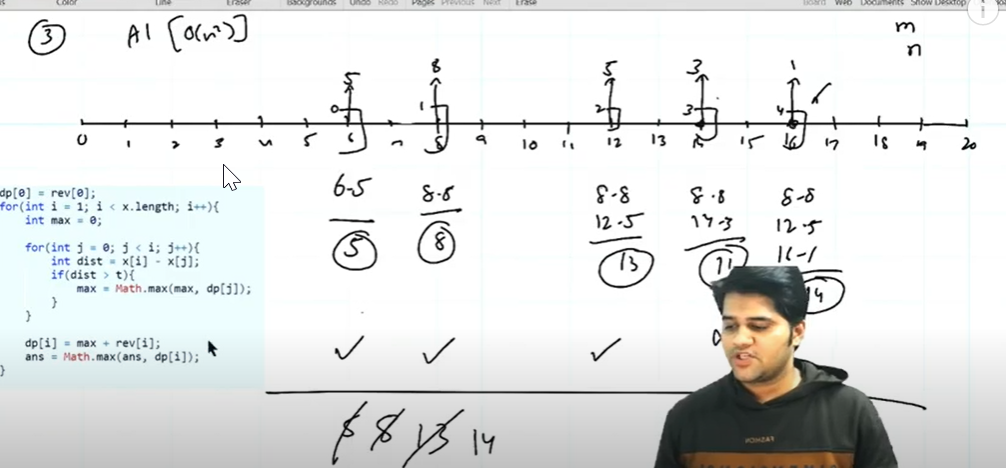 Color Line Eraser Backgrounds Undo Redo Pages Previous Next Erase Board Web Documents Show Desktop
3 A1 [O(n²)] m
n
5 8 5 3 1
0 1 2 3 4
0 1 2 3 4 5 6 7 8 9 10 11 12 13 14 15 16 17 18 19 20
6-5 8-8 8-8 8-8 8-8
12-5 14-3 12-5
16-1
5 8 13 11 14
dp[0] = rev[0];
for(int i = 1; i < x.length; i++){
int max = 0;
for(int j = 0; j < i; j++){
int dist = x[i] - x[j];
if(dist > t){
max = Math.max(max, dp[j]);
}
}
dp[i] = max + rev[i];
ans = Math.max(ans, dp[i]);
}
5 8 13 14